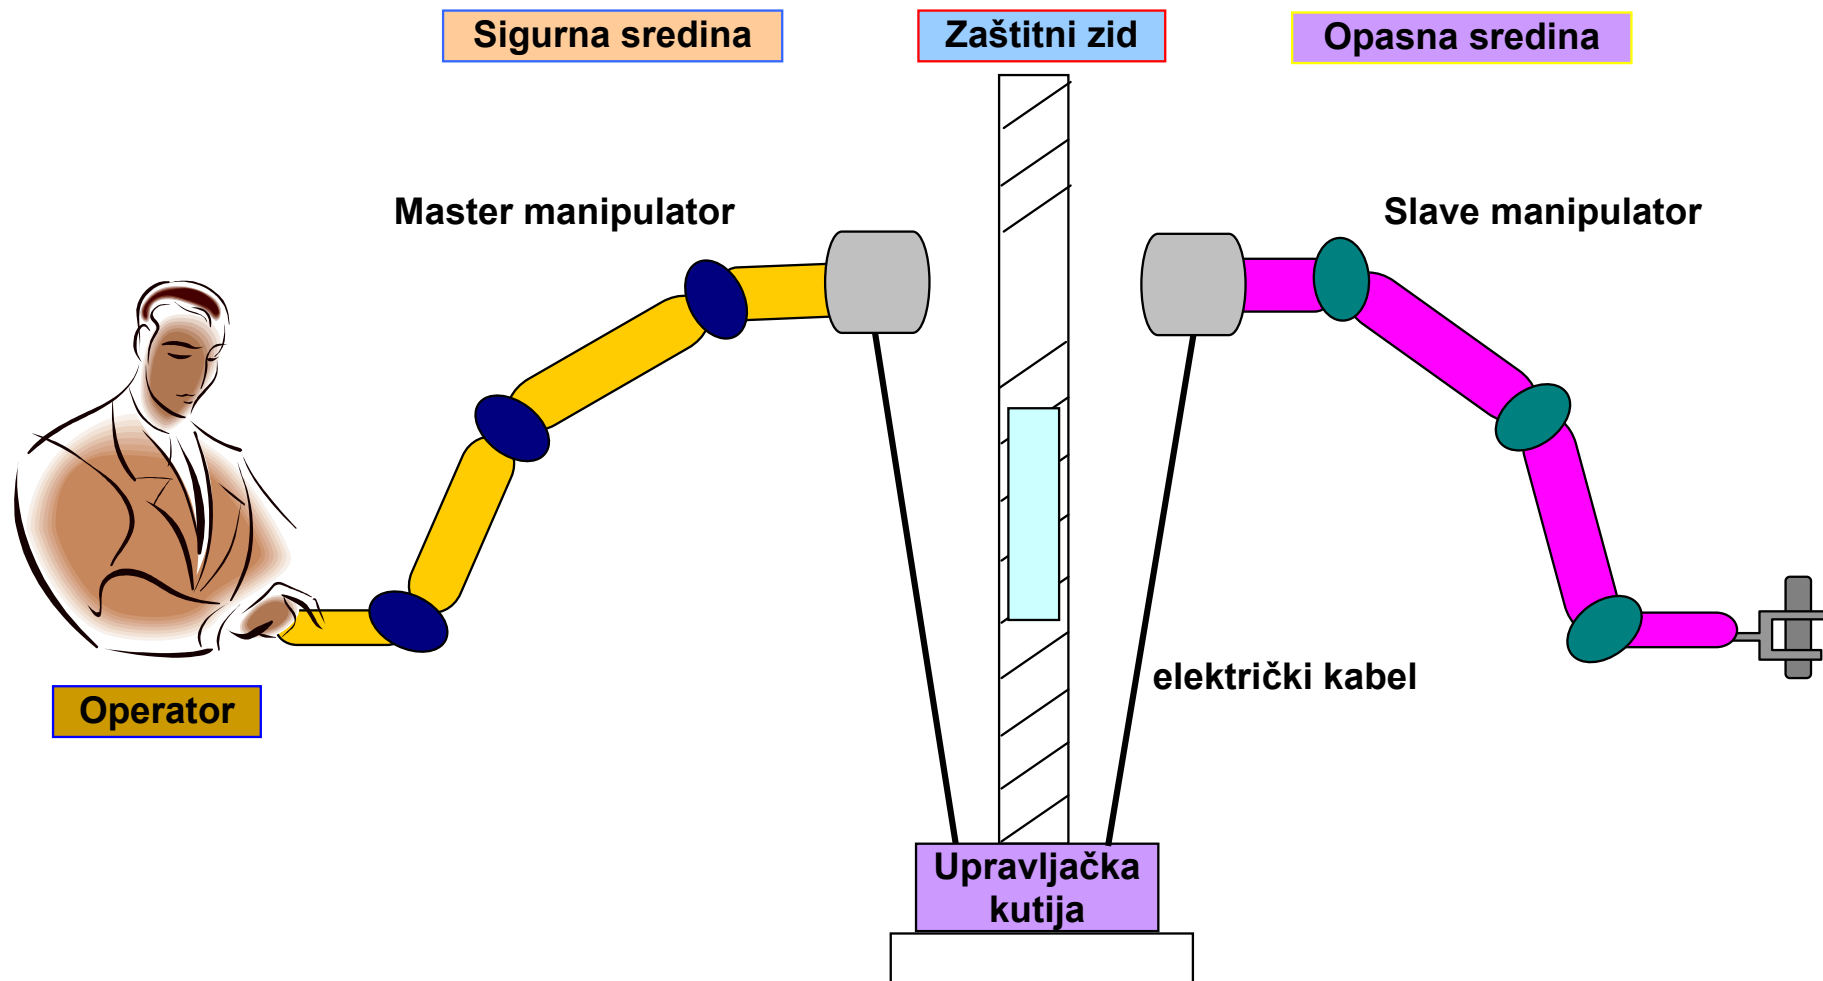 Sigurna sredina
Zaštitni zid
Opasna sredina
Master manipulator
Slave manipulator
električki kabel
Operator
Upravljačka
kutija